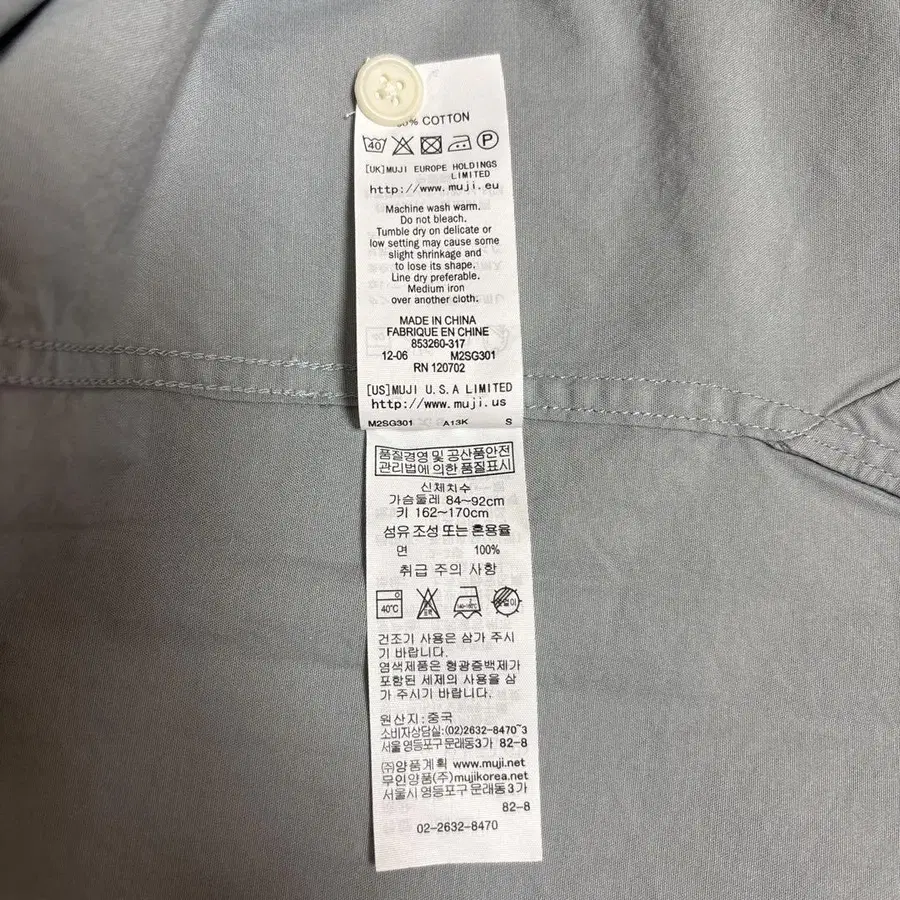 % COTTON
40 P
[UK]MUJI EUROPE HOLDINGS
LIMITED
http://www.muji.eu
Machine wash warm.
Do not bleach.
Tumble dry on delicate or
low setting may cause some
slight shrinkage and
to lose its shape.
Line dry preferable.
Medium iron
over another cloth.
MADE IN CHINA
FABRIQUE EN CHINE
853260-317
12-06 M2SG301
RN 120702
[US]MUJI U.S.A LIMITED
http://www.muji.us
M2SG301 A13K S
품질경영 및 공산품안전
관리법에 의한 품질표시
신체치수
가슴둘레 84~92cm
키 162~170cm
섬유 조성 또는 혼용율
면 100%
취급 주의 사항
40℃
건조기 사용은 삼가 주시
기 바랍니다.
염색제품은 형광증백제가
포함된 세제의 사용을 삼
가 주시기 바랍니다.
원산지:중국
소비자상담실:(02)2632-8470~3
서울 영등포구 문래동3가 82-8
㈜양품계획 www.muji.net
무인양품(주)mujikorea.net
서울시 영등포구 문래동3가
82-8
02-2632-8470